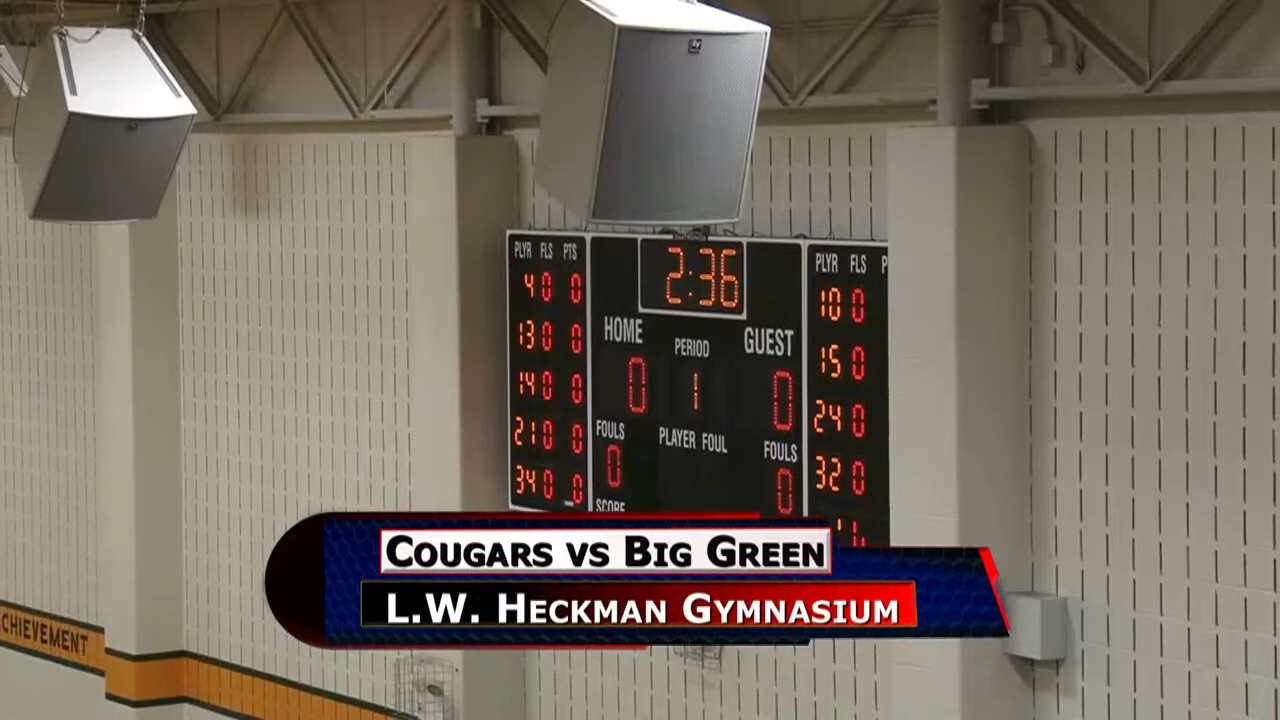 PLYR FLS PTS
4 0 0
13 0 0
14 0 0
21 0 0
34 0 0
2:36
HOME
PERIOD
GUEST
0
1
0
FOULS
PLAYER FOUL
FOULS
0
0
SCORE
PLYR FLS P
10 0
15 0
24 0
32 0
COUGARS VS BIG GREEN
L.W. HECKMAN GYMNASIUM
CHIEVEMENT